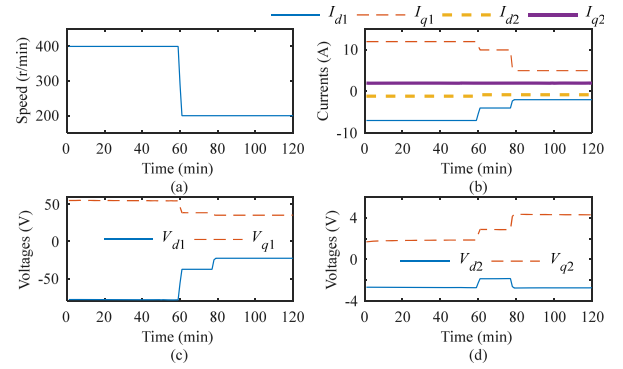 I_d1 I_q1 I_d2 I_q2
Speed (r/min)
400
300
200
0 20 40 60 80 100 120
Time (min)
(a)
Currents (A)
10
0
-10
0 20 40 60 80 100 120
Time (min)
(b)
Voltages (V)
50
0
-50
V_d1 V_q1
0 20 40 60 80 100 120
Time (min)
(c)
Voltages (V)
4
0
-4
V_d2 V_q2
0 20 40 60 80 100 120
Time (min)
(d)